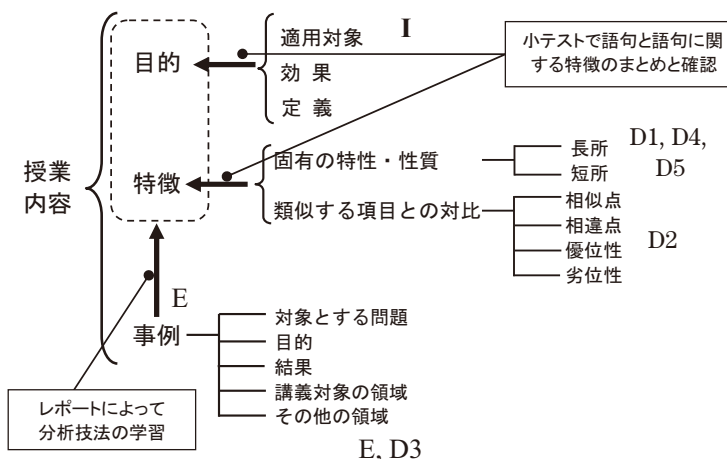 授業
内容
目的
適用対象
効 果
定 義
I
小テストで語句と語句に関
する特徴のまとめと確認
特徴
固有の特性・性質
長所
短所
D1, D4,
D5
類似する項目との対比
相似点
相違点
優位性
劣位性
D2
E
事例
対象とする問題
目的
結果
講義対象の領域
その他の領域
E, D3
レポートによって
分析技法の学習